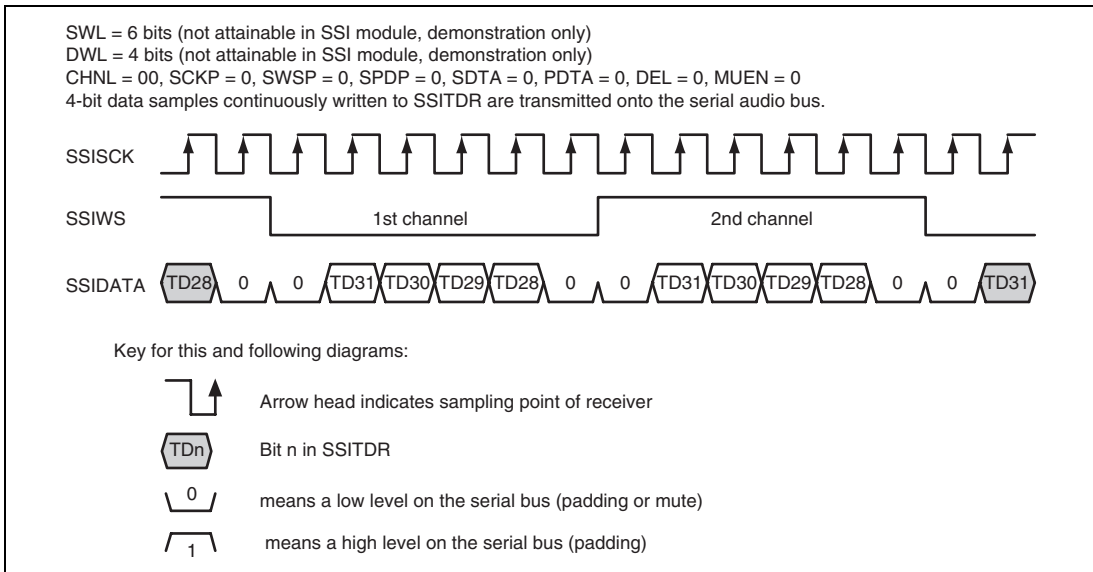 SWL = 6 bits (not attainable in SSI module, demonstration only)
DWL = 4 bits (not attainable in SSI module, demonstration only)
CHNL = 00, SCKP = 0, SWSP = 0, SPDP = 0, SDTA = 0, PDTA = 0, DEL = 0, MUEN = 0
4-bit data samples continuously written to SSITDR are transmitted onto the serial audio bus.
SSISCK
SSIWS 1st channel 2nd channel
SSIDATA TD28 0 0 TD31 TD30 TD29 TD28 0 0 TD31 TD30 TD29 TD28 0 0 TD31
Key for this and following diagrams:
Arrow head indicates sampling point of receiver
TDn Bit n in SSITDR
0 means a low level on the serial bus (padding or mute)
1 means a high level on the serial bus (padding)